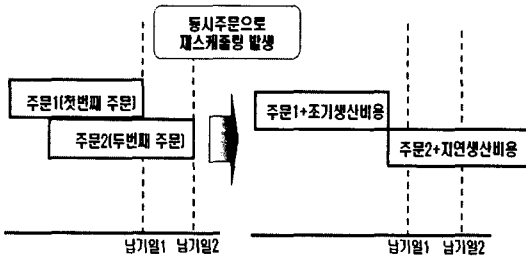 동시주문으로
재스케줄링 발생
주문1(첫번째 주문)
주문2(두번째 주문)
주문1+조기생산비용
주문2+지연생산비용
납기일1 납기일2
납기일1 납기일2